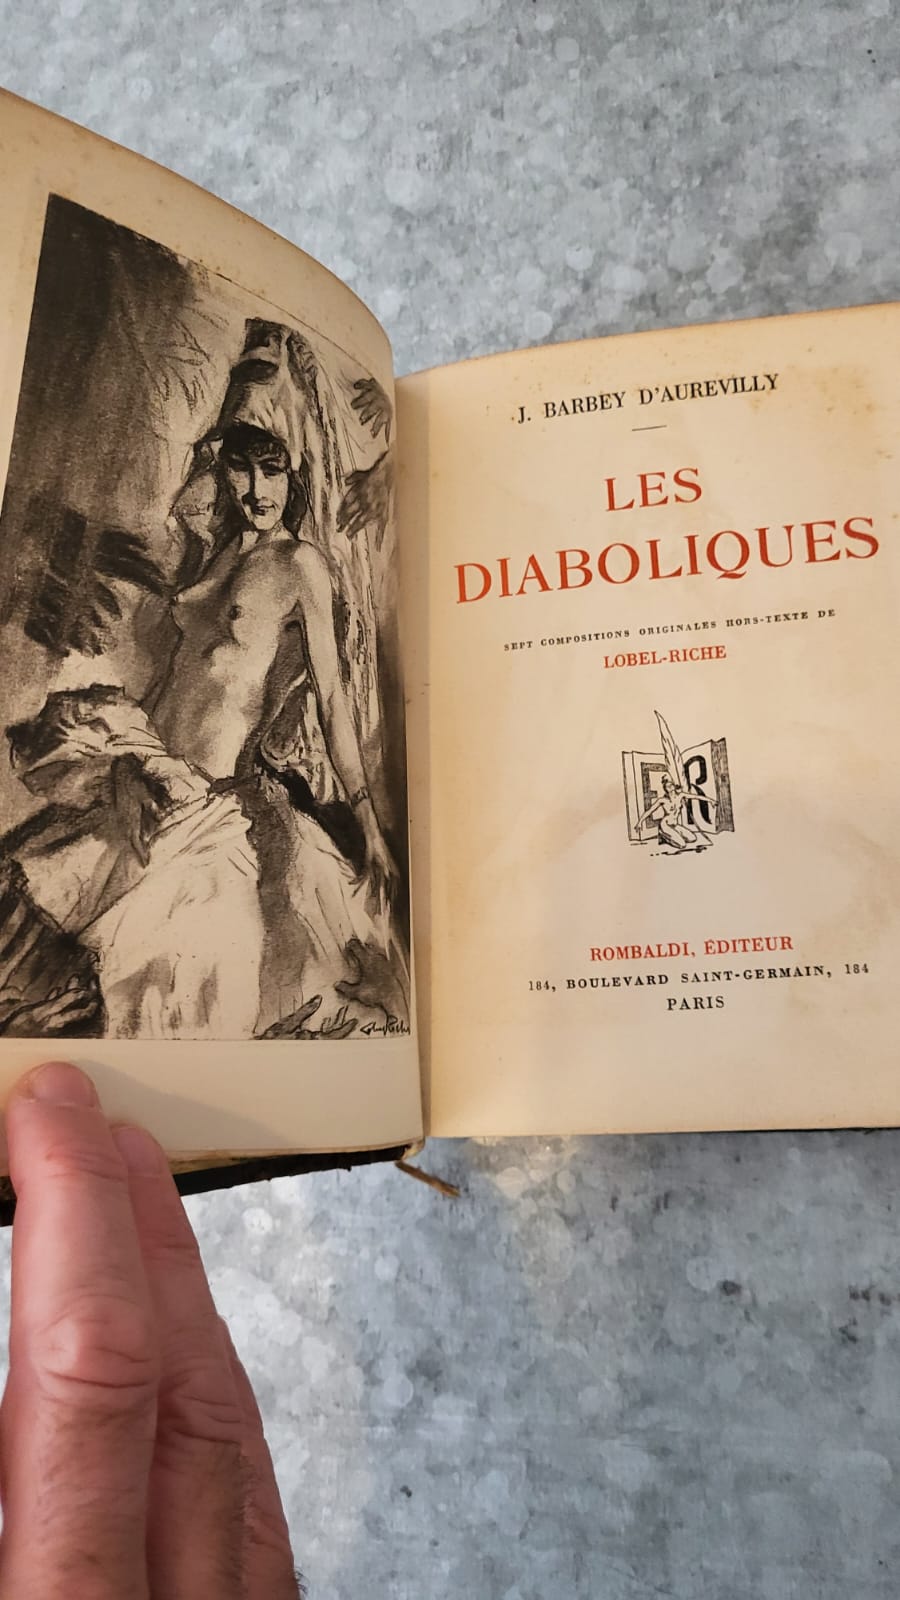 J. BARBEY D'AUREVILLY
LES
DIABOLIQUES
SEPT COMPOSITIONS ORIGINALES HORS-TEXTE DE
LOBEL-RICHE
ER
ROMBALDI, ÉDITEUR
184, BOULEVARD SAINT-GERMAIN, 184
PARIS